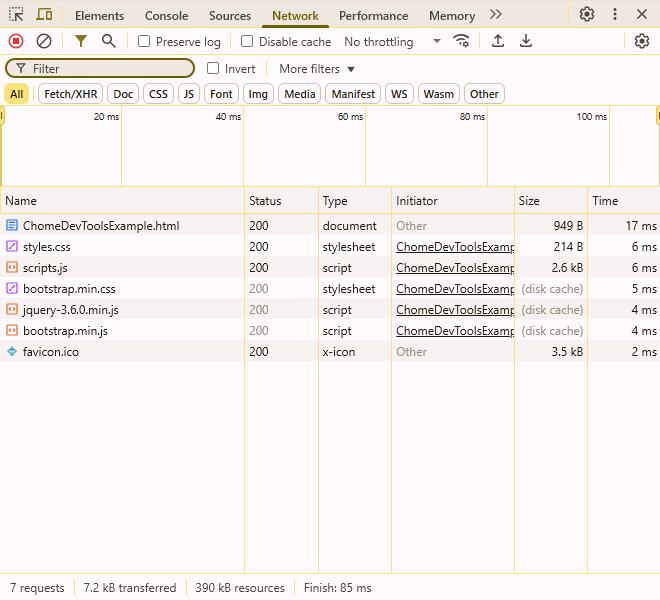 Elements Console Sources Network Performance Memory
Preserve log Disable cache No throttling
Filter Invert More filters
All Fetch/XHR Doc CSS JS Font Img Media Manifest WS Wasm Other
20 ms 40 ms 60 ms 80 ms 100 ms
Name Status Type Initiator Size Time
ChomeDevToolsExample.html 200 document Other 949 B 17 ms
styles.css 200 stylesheet ChomeDevToolsExamp 214 B 6 ms
scripts.js 200 script ChomeDevToolsExamp 2.6 kB 6 ms
bootstrap.min.css 200 stylesheet ChomeDevToolsExamp (disk cache) 5 ms
jquery-3.6.0.min.js 200 script ChomeDevToolsExamp (disk cache) 4 ms
bootstrap.min.js 200 script ChomeDevToolsExamp (disk cache) 4 ms
favicon.ico 200 x-icon Other 3.5 kB 2 ms
7 requests 7.2 kB transferred 390 kB resources Finish: 85 ms